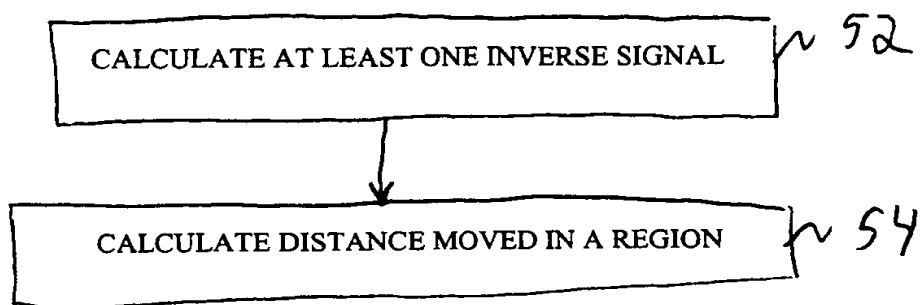 CALCULATE AT LEAST ONE INVERSE SIGNAL 52
CALCULATE DISTANCE MOVED IN A REGION 54